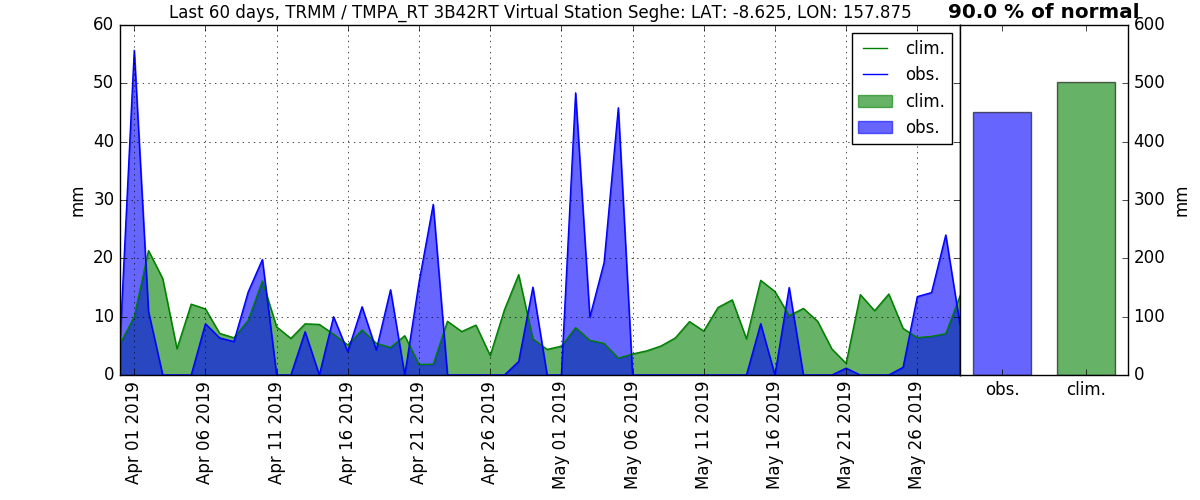 Last 60 days, TRMM / TMPA_RT 3B42RT Virtual Station Seghe: LAT: -8.625, LON: 157.875
90.0 % of normal
60
50
40
30
20
10
0
mm
clim.
obs.
clim.
obs.
600
500
400
300
200
100
0
mm
obs.
clim.
Apr 01 2019
Apr 06 2019
Apr 11 2019
Apr 16 2019
Apr 21 2019
Apr 26 2019
May 01 2019
May 06 2019
May 11 2019
May 16 2019
May 21 2019
May 26 2019